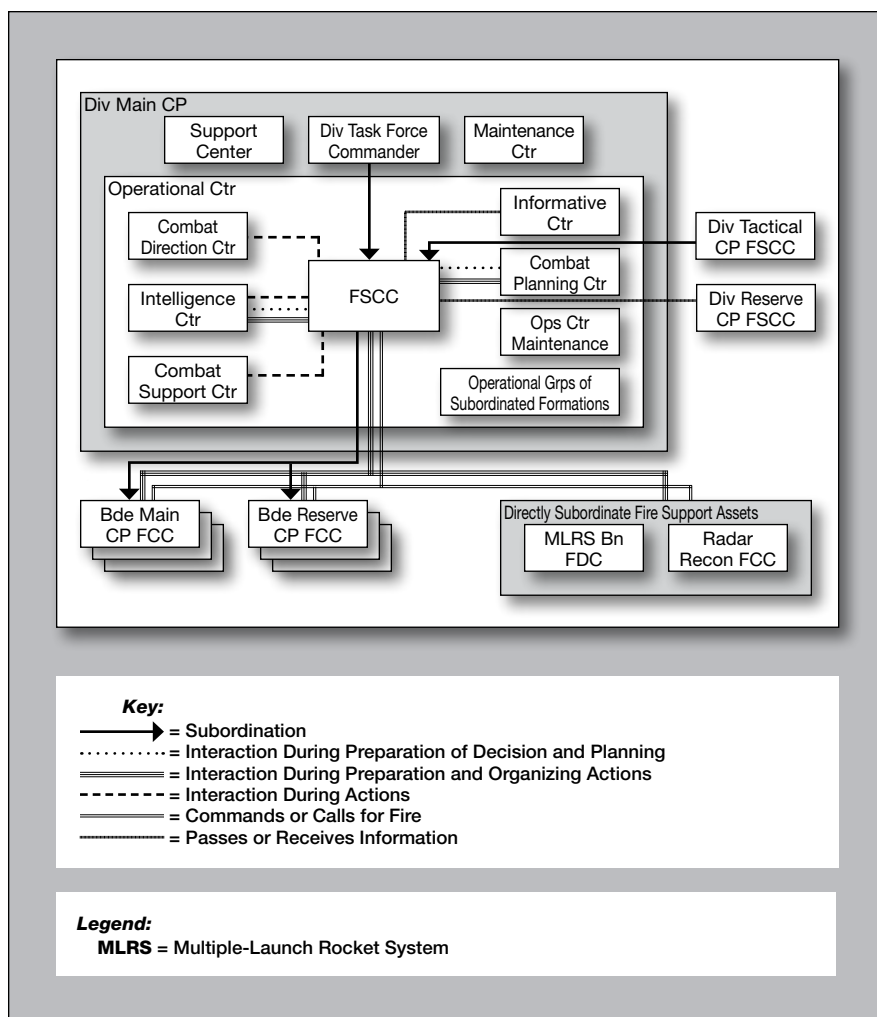 Div Main CP
Support
Center
Div Task Force
Commander
Maintenance
Ctr
Operational Ctr
Combat
Direction Ctr
Informative
Ctr
Div Tactical
CP FSCC
Intelligence
Ctr
FSCC
Combat
Planning Ctr
Div Reserve
CP FSCC
Ops Ctr
Maintenance
Combat
Support Ctr
Operational Grps of
Subordinated Formations
Bde Main
CP FCC
Bde Reserve
CP FCC
Directly Subordinate Fire Support Assets
MLRS Bn
FDC
Radar
Recon FCC
Key:
= Subordination
= Interaction During Preparation of Decision and Planning
= Interaction During Preparation and Organizing Actions
= Interaction During Actions
= Commands or Calls for Fire
= Passes or Receives Information
Legend:
MLRS = Multiple-Launch Rocket System